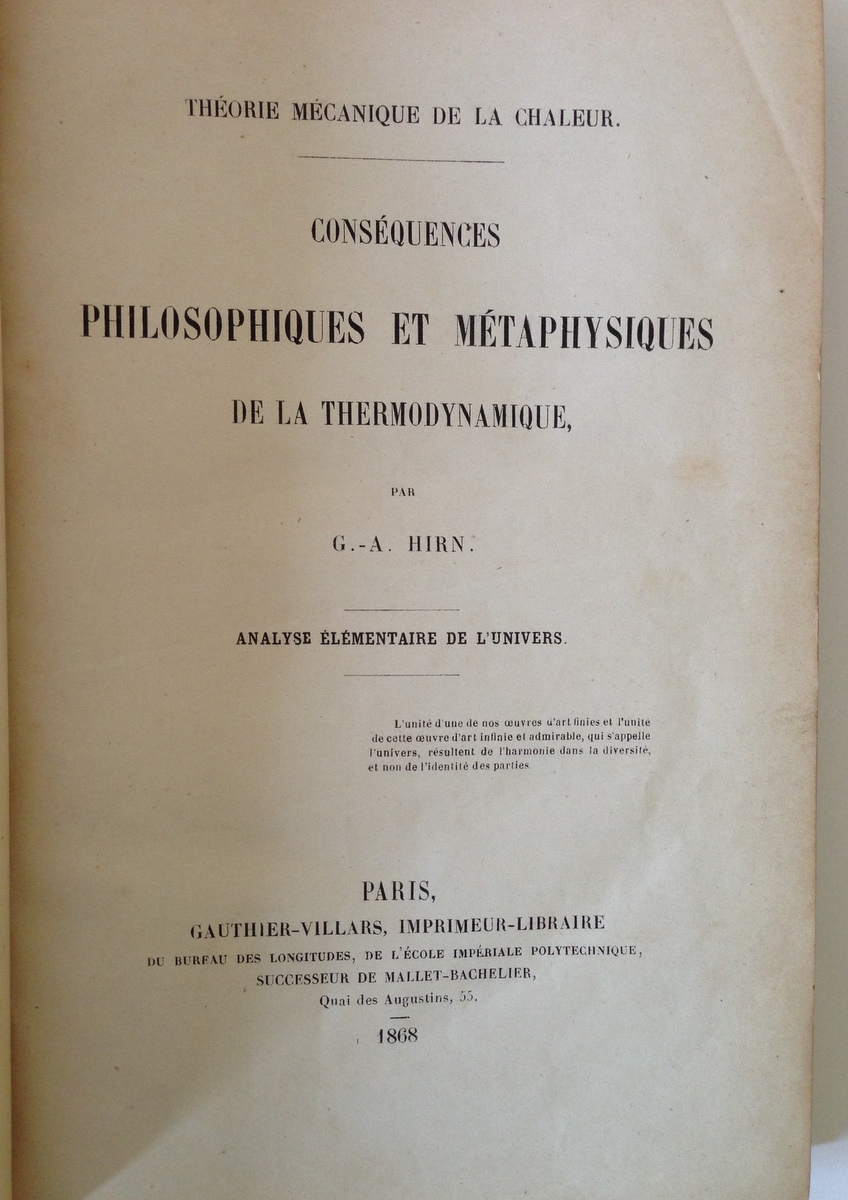 THÉORIE MÉCANIQUE DE LA CHALEUR.
CONSÉQUENCES
PHILOSOPHIQUES ET MÉTAPHYSIQUES
DE LA THERMODYNAMIQUE,
PAR
G.-A. HIRN.
ANALYSE ÉLÉMENTAIRE DE L'UNIVERS.
L'unité d'une de nos œuvres d'art finies et l'unité
de cette œuvre d'art infinie et admirable, qui s'appelle
l'univers, résultent de l'harmonie dans la diversité,
et non de l'identité des parties
PARIS,
GAUTHIER-VILLARS, IMPRIMEUR-LIBRAIRE
DU BUREAU DES LONGITUDES, DE L'ÉCOLE IMPÉRIALE POLYTECHNIQUE,
SUCCESSEUR DE MALLET-BACHELIER,
Quai des Augustins, 55.
1868